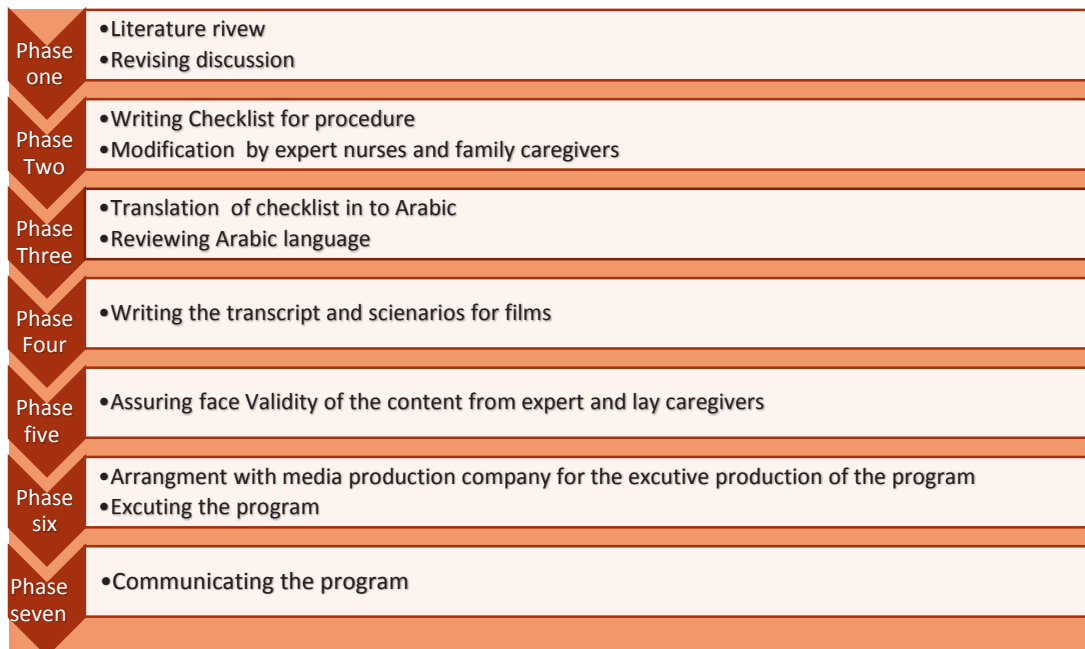 Phase
one
•Literature rivew
•Revising discussion
Phase
Two
•Writing Checklist for procedure
•Modification by expert nurses and family caregivers
Phase
Three
•Translation of checklist in to Arabic
•Reviewing Arabic language
Phase
Four
•Writing the transcript and scienarios for films
Phase
five
•Assuring face Validity of the content from expert and lay caregivers
Phase
six
•Arrangment with media production company for the excutive production of the program
•Excuting the program
Phase
seven
•Communicating the program